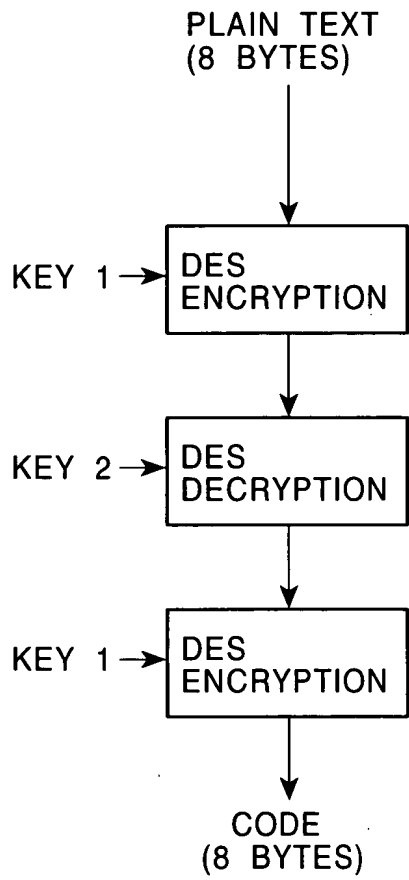 PLAIN TEXT
(8 BYTES)
KEY 1
DES
ENCRYPTION
KEY 2
DES
DECRYPTION
KEY 1
DES
ENCRYPTION
CODE
(8 BYTES)